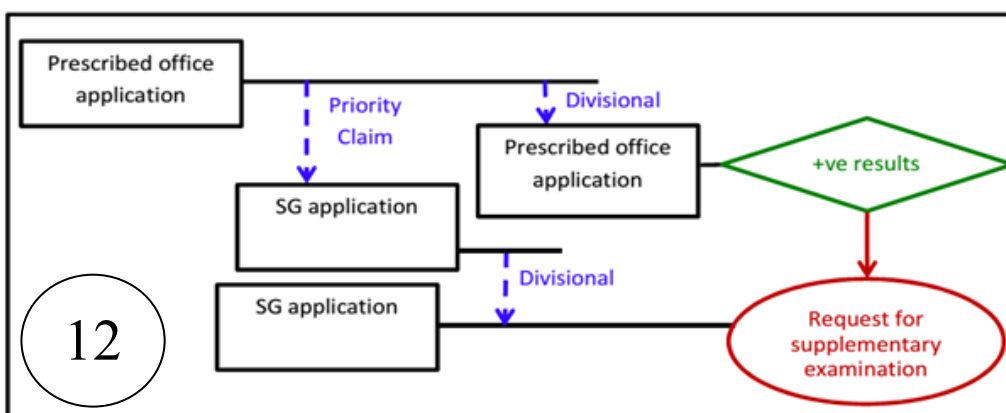 Prescribed office
application
Priority
Claim
Divisional
Prescribed office
application
+ve results
SG application
Divisional
SG application
Request for
supplementary
examination
12